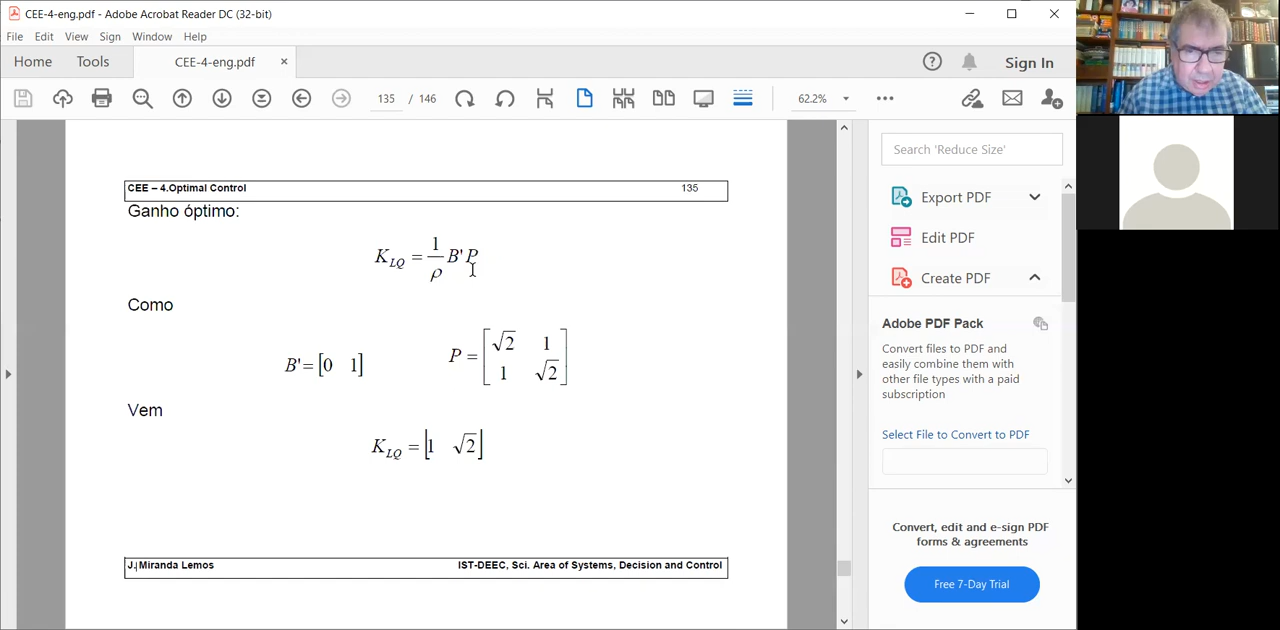 CEE-4-eng.pdf - Adobe Acrobat Reader DC (32-bit)
File Edit View Sign Window Help
Home Tools CEE-4-eng.pdf × Sign In
135 / 146 62.2%
CEE – 4.Optimal Control 135
Ganho óptimo:
K_LQ = 1/ρ B'P
Como
B'= [0 1] P = [√2 1; 1 √2]
Vem
K_LQ = [1 √2]
J. Miranda Lemos IST-DEEC, Sci. Area of Systems, Decision and Control
Search 'Reduce Size'
Export PDF
Edit PDF
Create PDF
Adobe PDF Pack
Convert files to PDF and
easily combine them with
other file types with a paid
subscription
Select File to Convert to PDF
Convert, edit and e-sign PDF
forms & agreements
Free 7-Day Trial